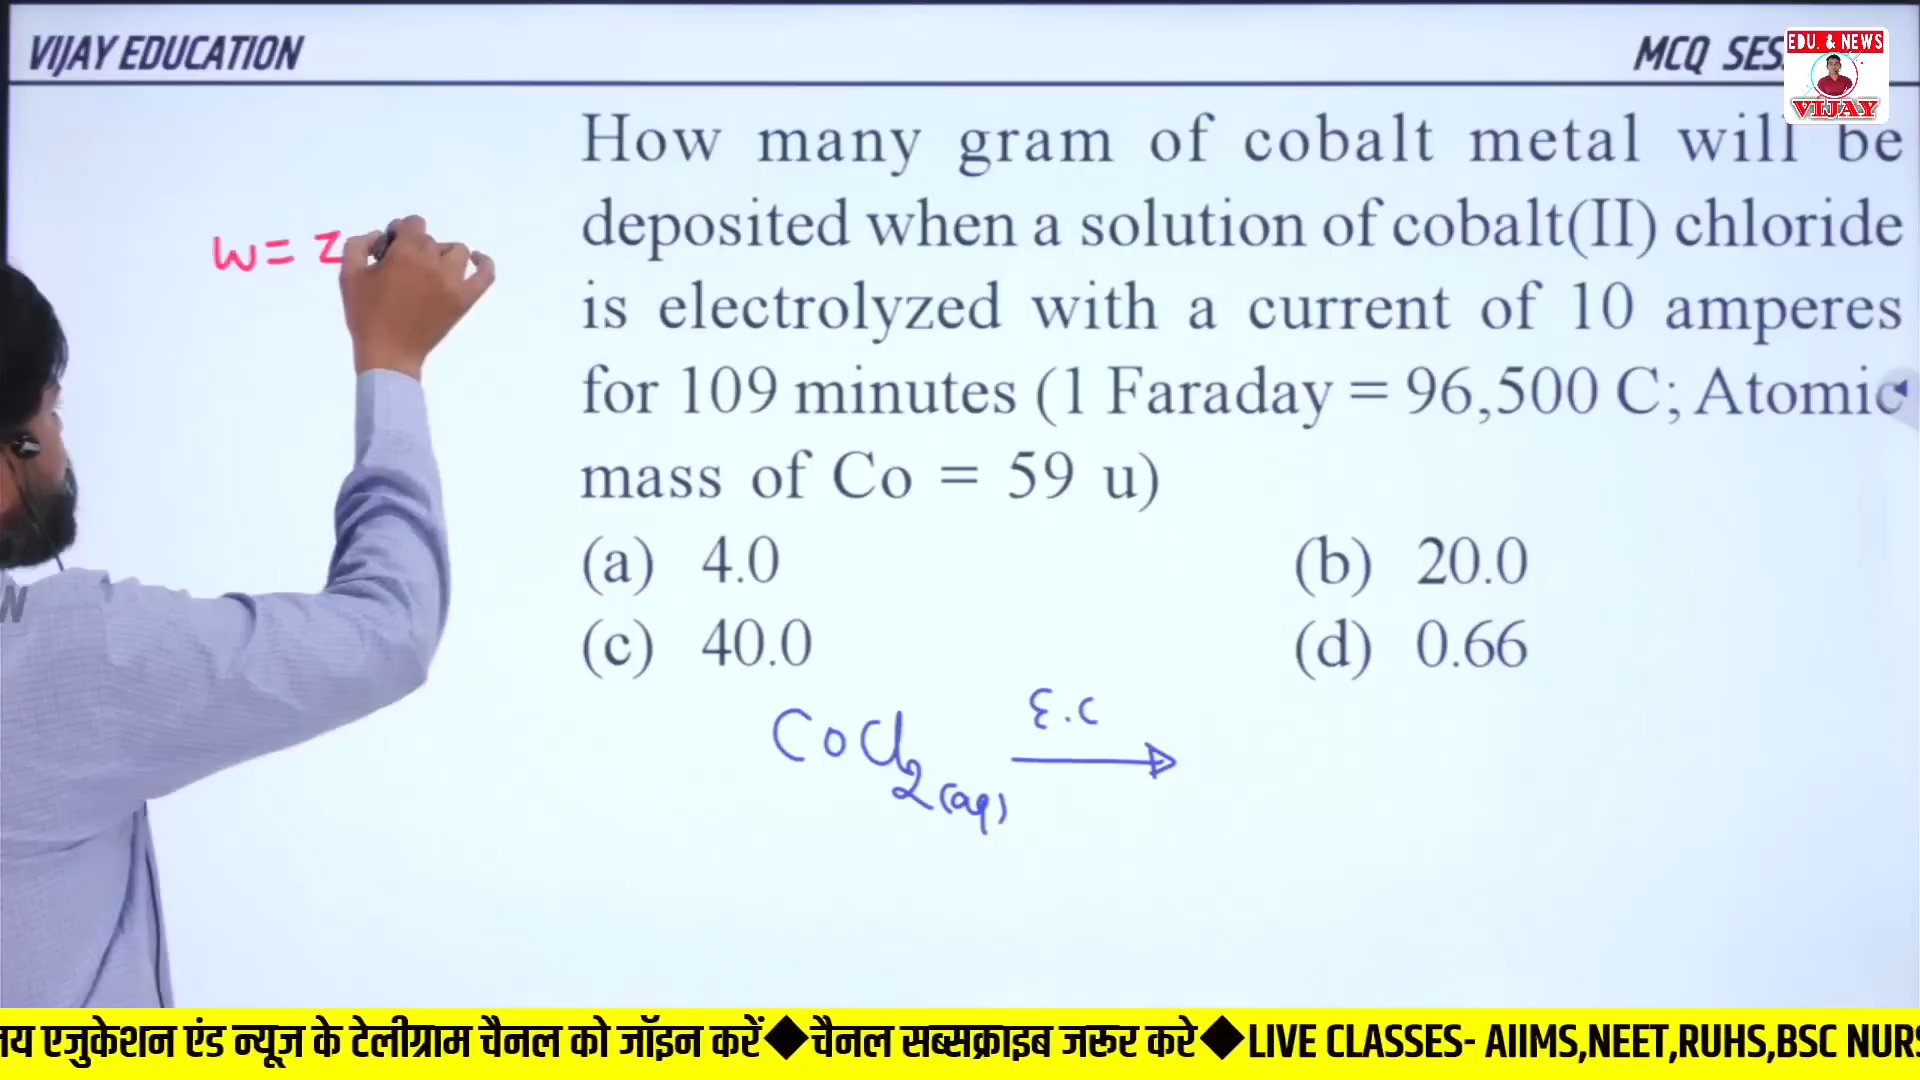 VIJAY EDUCATION
MCQ SES
EDU. & NEWS
VIJAY
How many gram of cobalt metal will be
deposited when a solution of cobalt(II) chloride
is electrolyzed with a current of 10 amperes
for 109 minutes (1 Faraday = 96,500 C; Atomic
mass of Co = 59 u)
(a) 4.0 (b) 20.0
(c) 40.0 (d) 0.66
W = Z
E.C
CoCl2(aq)
एजुकेशन एंड न्यूज के टेलीग्राम चैनल को जॉइन करें◆चैनल सब्सक्राइब जरूर करे◆LIVE CLASSES- AIIMS,NEET,RUHS,BSC NURS